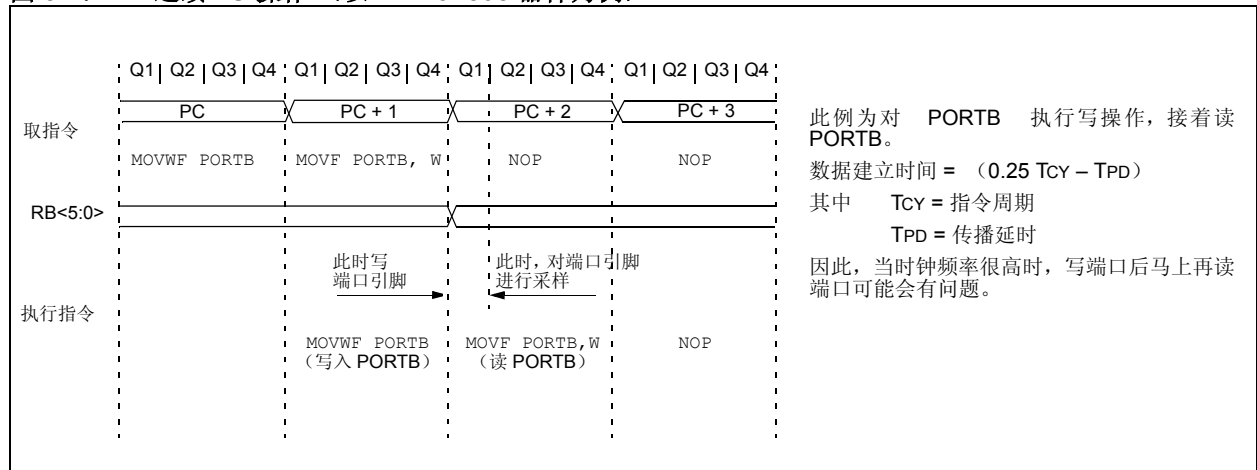 Q1 | Q2 | Q3 | Q4 Q1 | Q2 | Q3 | Q4 Q1 | Q2 | Q3 | Q4 Q1 | Q2 | Q3 | Q4
取指令
PC PC + 1 PC + 2 PC + 3
MOVWF PORTB MOVF PORTB, W NOP NOP
RB<5:0>
此时写
端口引脚
此时，对端口引脚
进行采样
执行指令
MOVWF PORTB MOVF PORTB,W NOP
（写入 PORTB） （读 PORTB）
此例为对 PORTB 执行写操作，接着读
PORTB。
数据建立时间 = （0.25 TCY – TPD）
其中 TCY = 指令周期
TPD = 传播延时
因此，当时钟频率很高时，写端口后马上再读
端口可能会有问题。